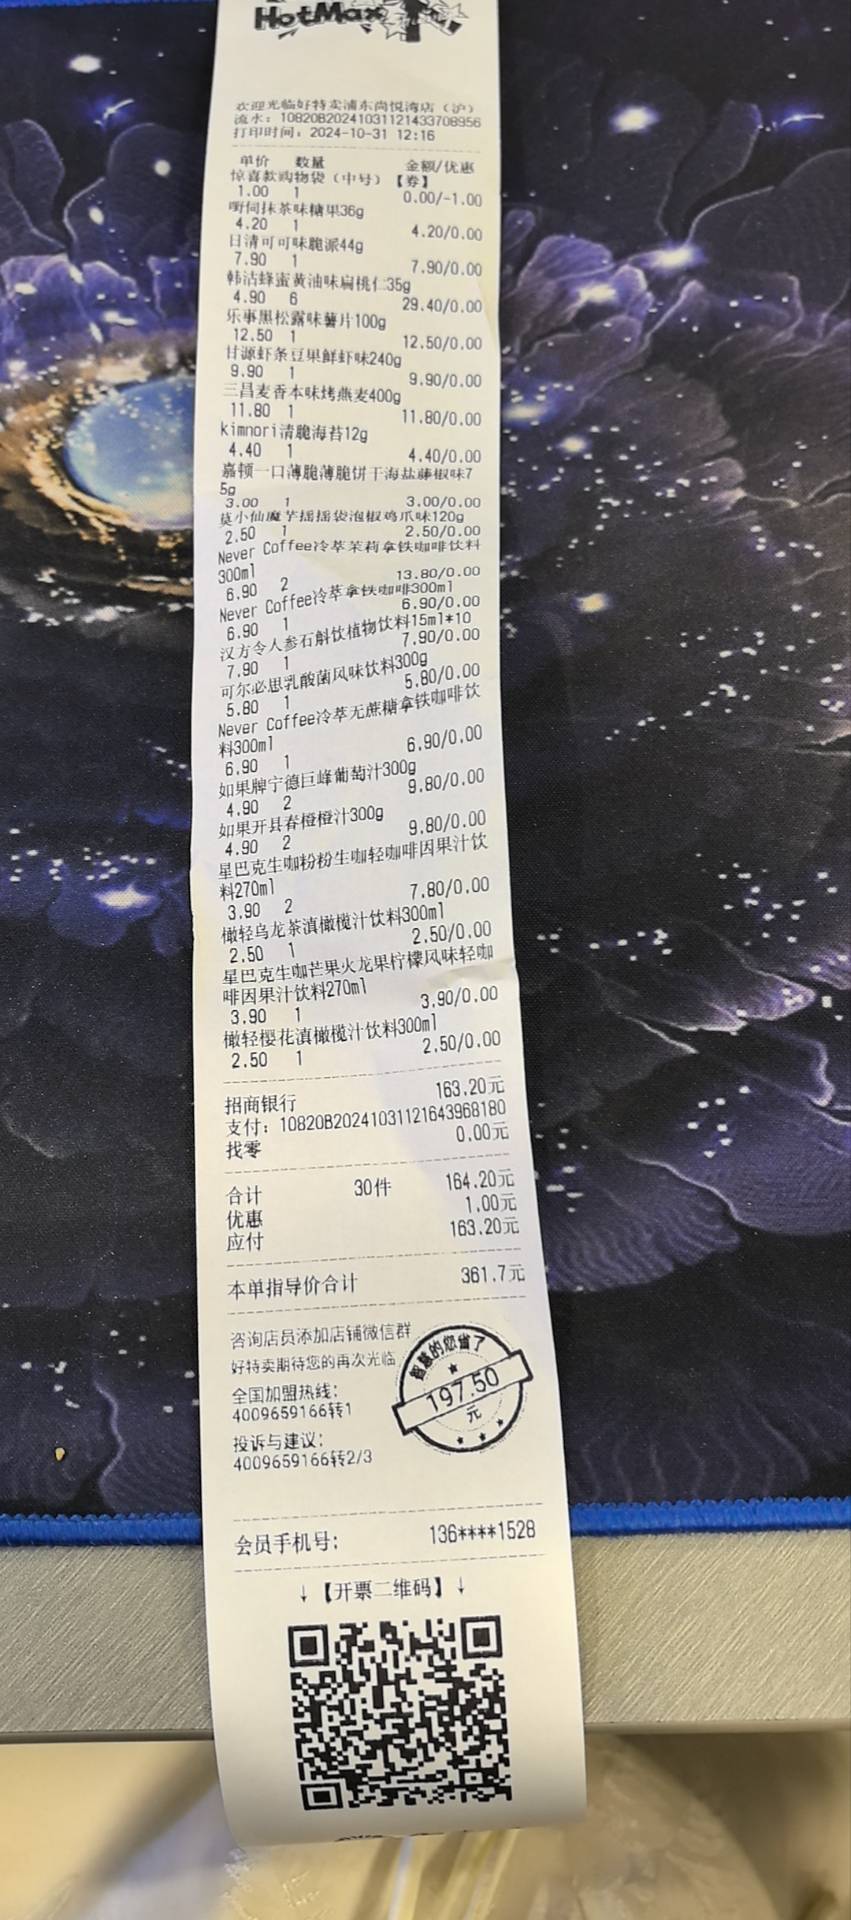 HotMax
欢迎光临好特卖浦东尚悦湾店（沪）
流水：10820B20241031121433708956
打印时间：2024-10-31 12:16
单价 数量 金额/优惠
惊喜款购物袋（中号）【券】
1.00 1 0.00/-1.00
嘢伺抹茶味糖果36g
4.20 1 4.20/0.00
日清可可味脆派44g
7.90 1 7.90/0.00
韩沽蜂蜜黄油味扁桃仁35g
4.90 6 29.40/0.00
乐事黑松露味薯片100g
12.50 1 12.50/0.00
甘源虾条豆果鲜虾味240g
9.90 1 9.90/0.00
三昌麦香本味烤燕麦400g
11.80 1 11.80/0.00
kimnori清脆海苔12g
4.40 1 4.40/0.00
嘉顿一口薄脆薄脆饼干海盐藤椒味7
5g
3.00 1 3.00/0.00
莫小仙魔芋摇摇袋泡椒鸡爪味120g
2.50 1 2.50/0.00
Never Coffee冷萃茉莉拿铁咖啡饮料
300ml
6.90 2 13.80/0.00
Never Coffee冷萃拿铁咖啡300ml
6.90 1 6.90/0.00
汉方令人参石斛饮植物饮料15ml*10
7.90 1 7.90/0.00
可尔必思乳酸菌风味饮料300g
5.80 1 5.80/0.00
Never Coffee冷萃无蔗糖拿铁咖啡饮
料300ml
6.90 1 6.90/0.00
如果牌宁德巨峰葡萄汁300g
4.90 2 9.80/0.00
如果开县春橙橙汁300g
4.90 2 9.80/0.00
星巴克生咖粉粉生咖轻咖啡因果汁饮
料270ml
3.90 2 7.80/0.00
橄轻乌龙茶滇橄榄汁饮料300ml
2.50 1 2.50/0.00
星巴克生咖芒果火龙果柠檬风味轻咖
啡因果汁饮料270ml
3.90 1 3.90/0.00
橄轻樱花滇橄榄汁饮料300ml
2.50 1 2.50/0.00
招商银行 163.20元
支付：10820B20241031121643968180
找零 0.00元
合计 30件 164.20元
优惠 1.00元
应付 163.20元
本单指导价合计 361.7元
咨询店员添加店铺微信群
好特卖期待您的再次光临
智慧的您省了
197.50
元
全国加盟热线：
4009659166转1
投诉与建议：
4009659166转2/3
会员手机号： 136****1528
↓【开票二维码】↓